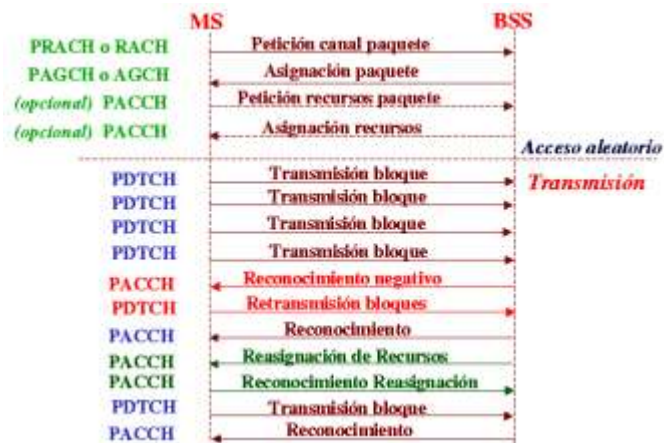 MS BSS
PRACH o RACH Petición canal paquete
PAGCH o AGCH Asignación paquete
(opcional) PACCH Petición recursos paquete
(opcional) PACCH Asignación recursos
Acceso aleatorio
PDTCH Transmisión bloque Transmisión
PDTCH Transmisión bloque
PDTCH Transmisión bloque
PDTCH Transmisión bloque
PACCH Reconocimiento negativo
PDTCH Retransmisión bloques
PACCH Reconocimiento
PACCH Reasignación de Recursos
PACCH Reconocimiento Reasignación
PDTCH Transmisión bloque
PACCH Reconocimiento